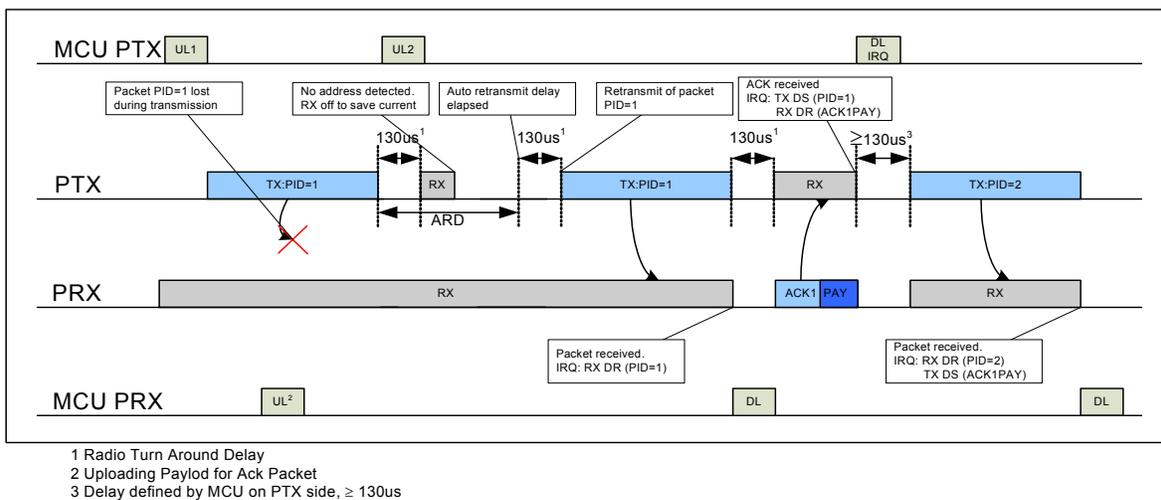 MCU PTX
UL1
UL2
DL
IRQ
Packet PID=1 lost
during transmission
No address detected.
RX off to save current
Auto retransmit delay
elapsed
Retransmit of packet
PID=1
ACK received
IRQ: TX DS (PID=1)
RX DR (ACK1PAY)
130us1
130us1
130us1
≥130us3
PTX
TX:PID=1
RX
TX:PID=1
RX
TX:PID=2
ARD
PRX
RX
ACK1
PAY
RX
Packet received.
IRQ: RX DR (PID=1)
Packet received.
IRQ: RX DR (PID=2)
TX DS (ACK1PAY)
MCU PRX
UL2
DL
DL
1 Radio Turn Around Delay
2 Uploading Paylod for Ack Packet
3 Delay defined by MCU on PTX side, ≥ 130us